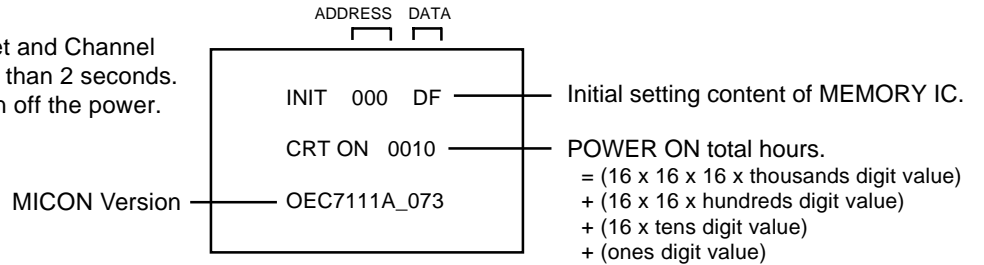 ADDRESS DATA
et and Channel
than 2 seconds.
off the power.
INIT 000 DF
Initial setting content of MEMORY IC.
CRT ON 0010
POWER ON total hours.
= (16 x 16 x 16 x thousands digit value)
+ (16 x 16 x hundreds digit value)
+ (16 x tens digit value)
+ (ones digit value)
MICON Version
OEC7111A_073